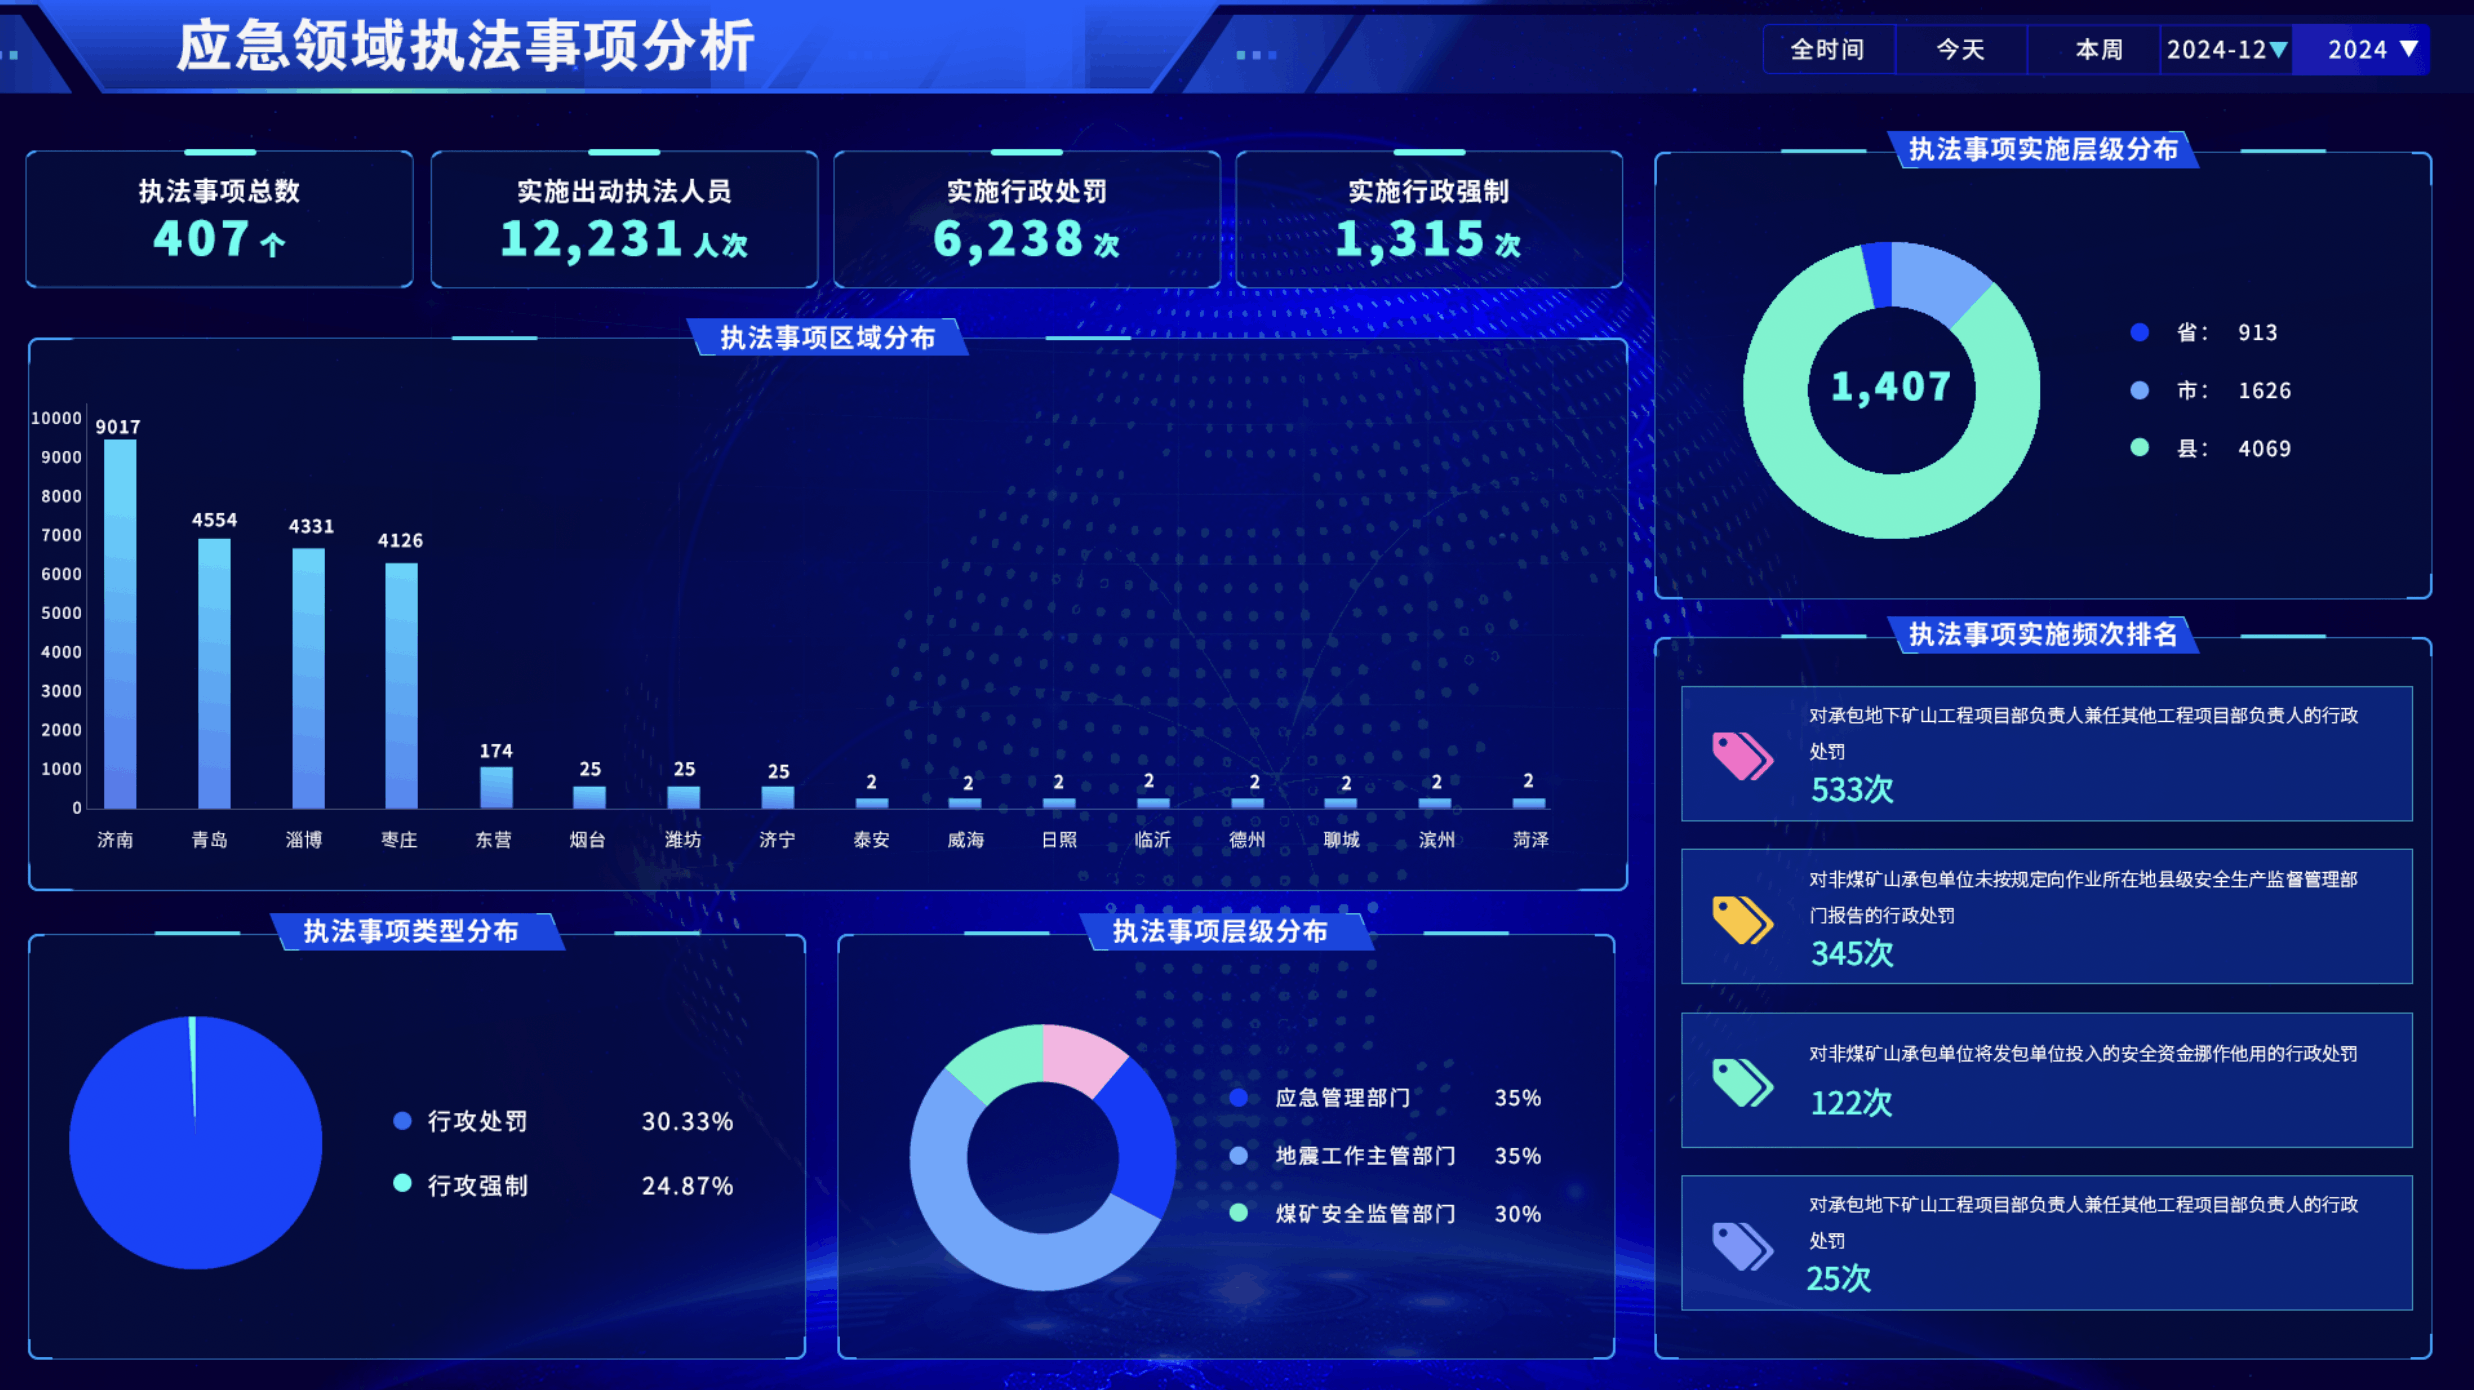 应急领域执法事项分析
全时间 今天 本周 2024-12▼ 2024 ▼
执法事项总数
407 个
实施出动执法人员
12,231 人次
实施行政处罚
6,238 次
实施行政强制
1,315 次
执法事项区域分布
10000
9000
8000
7000
6000
5000
4000
3000
2000
1000
0
9017 4554 4331 4126 174 25 25 25 2 2 2 2 2 2 2 2
济南 青岛 淄博 枣庄 东营 烟台 潍坊 济宁 泰安 威海 日照 临沂 德州 聊城 滨州 菏泽
执法事项类型分布
行政处罚 30.33%
行政强制 24.87%
执法事项层级分布
应急管理部门 35%
地震工作主管部门 35%
煤矿安全监管部门 30%
执法事项实施层级分布
1,407
省： 913
市： 1626
县： 4069
执法事项实施频次排名
对承包地下矿山工程项目部负责人兼任其他工程项目部负责人的行政
处罚
533次
对非煤矿山承包单位未按规定向作业所在地县级安全生产监督管理部
门报告的行政处罚
345次
对非煤矿山承包单位将发包单位投入的安全资金挪作他用的行政处罚
122次
对承包地下矿山工程项目部负责人兼任其他工程项目部负责人的行政
处罚
25次